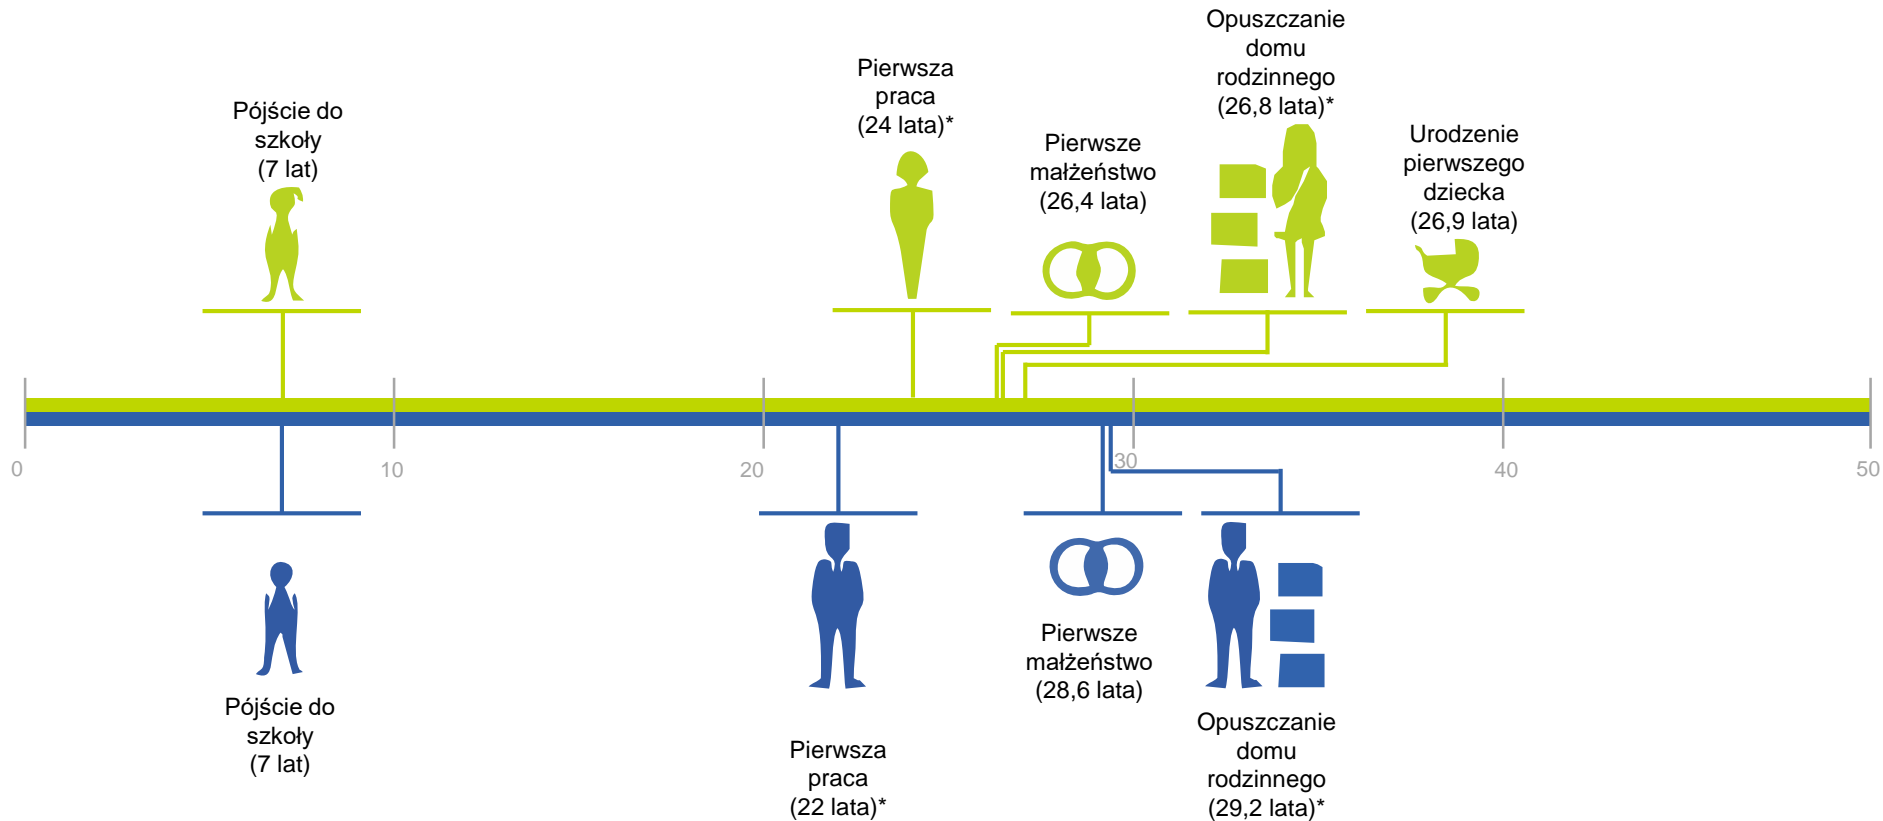 Pójście do
szkoły
(7 lat)
Pierwsza
praca
(24 lata)*
Pierwsze
małżeństwo
(26,4 lata)
Opuszczanie
domu
rodzinnego
(26,8 lata)*
Urodzenie
pierwszego
dziecka
(26,9 lata)
0
10
20
30
40
50
Pójście do
szkoły
(7 lat)
Pierwsza
praca
(22 lata)*
Pierwsze
małżeństwo
(28,6 lata)
Opuszczanie
domu
rodzinnego
(29,2 lata)*